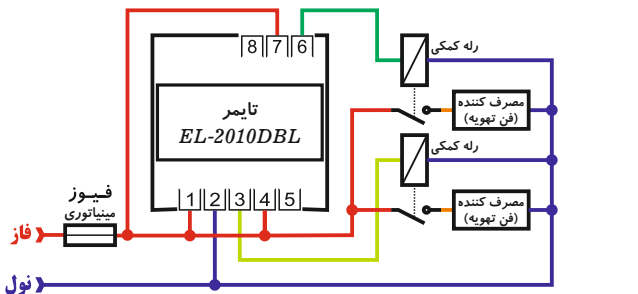 8 7 6
تایمر
EL-2010DBL
1 2 3 4 5
رله کمکی
مصرف کننده
(فن تهویه)
رله کمکی
مصرف کننده
(فن تهویه)
فیوز
مینیاتوری
فاز
نول